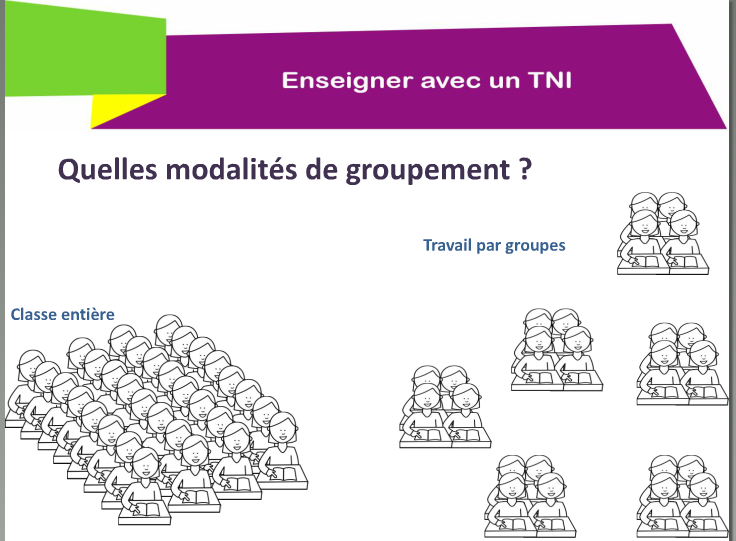 Enseigner avec un TNI
Quelles modalités de groupement ?
Travail par groupes
Classe entière